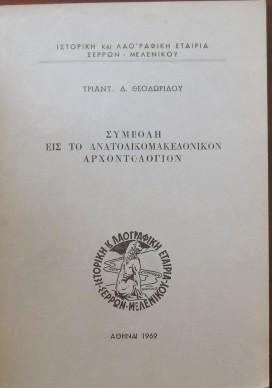 ΙΣΤΟΡΙΚΗ ΚΑΙ ΛΑΟΓΡΑΦΙΚΗ ΕΤΑΙΡΙΑ
ΣΕΡΡΩΝ - ΜΕΛΕΝΙΚΟΥ
ΤΡΙΑΝΤ. Δ. ΘΕΟΔΩΡΙΔΟΥ
ΣΥΜΒΟΛΗ
ΕΙΣ ΤΟ ΑΝΑΤΟΛΙΚΟΜΑΚΕΔΟΝΙΚΟΝ
ΑΡΧΟΝΤΟΛΟΓΙΟΝ
ΙΣΤΟΡΙΚΗ Κ. ΛΑΟΓΡΑΦΙΚΗ ΕΤΑΙΡΙΑ
ΣΕΡΡΩΝ-ΜΕΛΕΝΙΚΟΥ
ΑΘΗΝΑΙ 1969